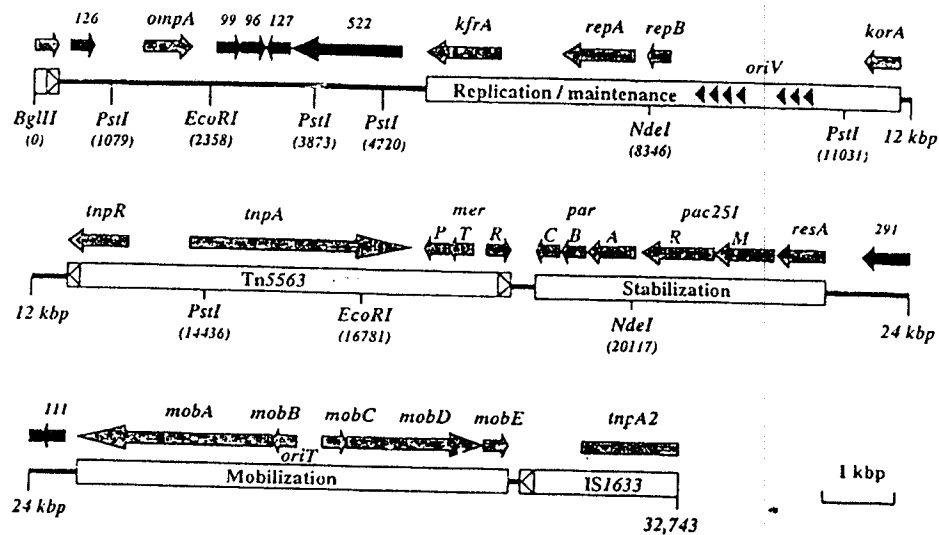 126 ompA 99 96 127 522 kfrA repA repB korA
oriV
Replication / maintenance
BglII PstI EcoRI PstI PstI NdeI PstI 12 kbp
(0) (1079) (2358) (3873) (4720) (8346) (11031)
tnpR tnpA mer par pac25I
P T R C B A R M resA 291
Tn5563 Stabilization
12 kbp PstI EcoRI NdeI 24 kbp
(14436) (16781) (20117)
111 mobA mobB mobC mobD mobE tnpA2
oriT
Mobilization IS1633 1 kbp
24 kbp 32,743